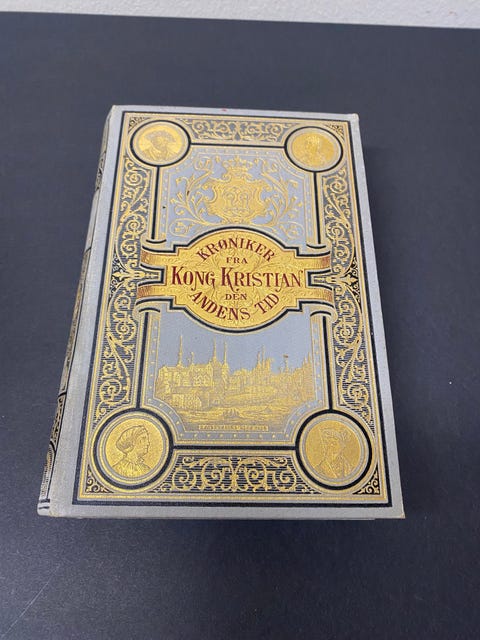 KRØNIKER
FRA
KONG KRISTIAN
DEN
ANDENS TID